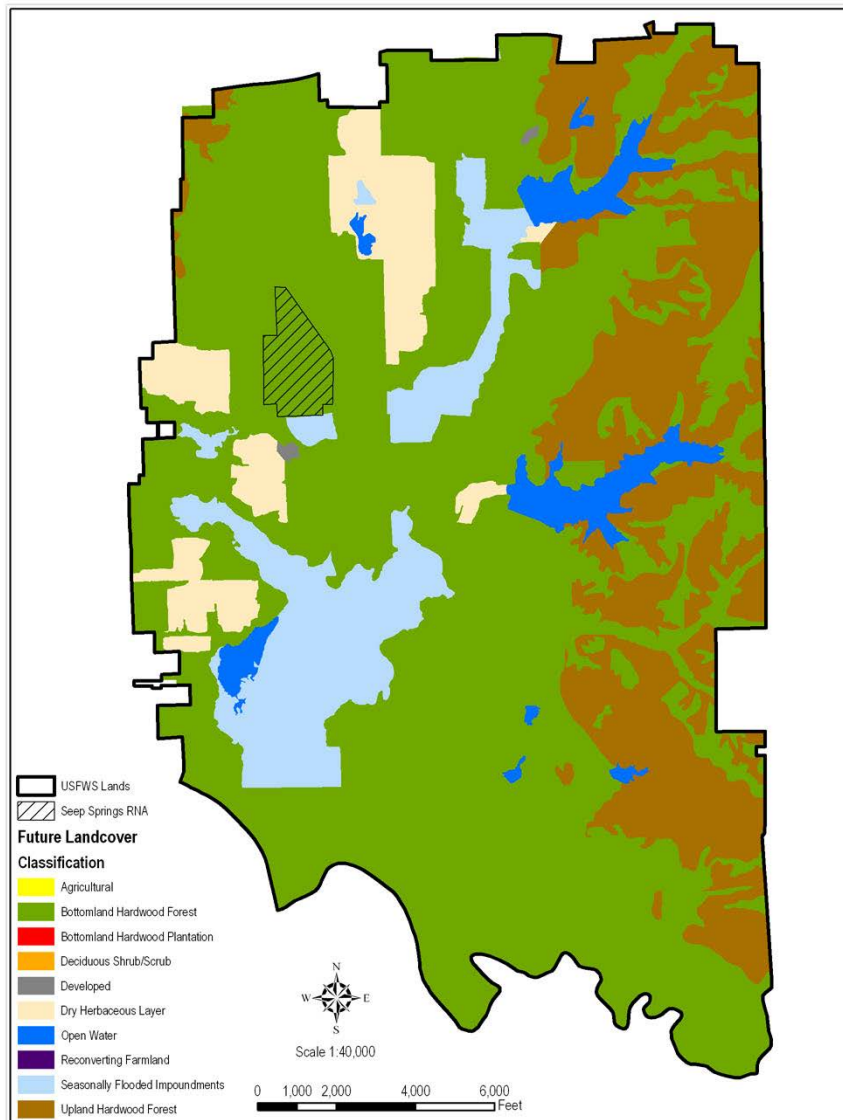 USFWS Lands
Seep Springs RNA
Future Landcover
Classification
Agricultural
Bottomland Hardwood Forest
Bottomland Hardwood Plantation
Deciduous Shrub/Scrub
Developed
Dry Herbaceous Layer
Open Water
Reconverting Farmland
Seasonally Flooded Impoundments
Upland Hardwood Forest
N
W E
S
Scale 1:40,000
0 1,000 2,000 4,000 6,000
Feet